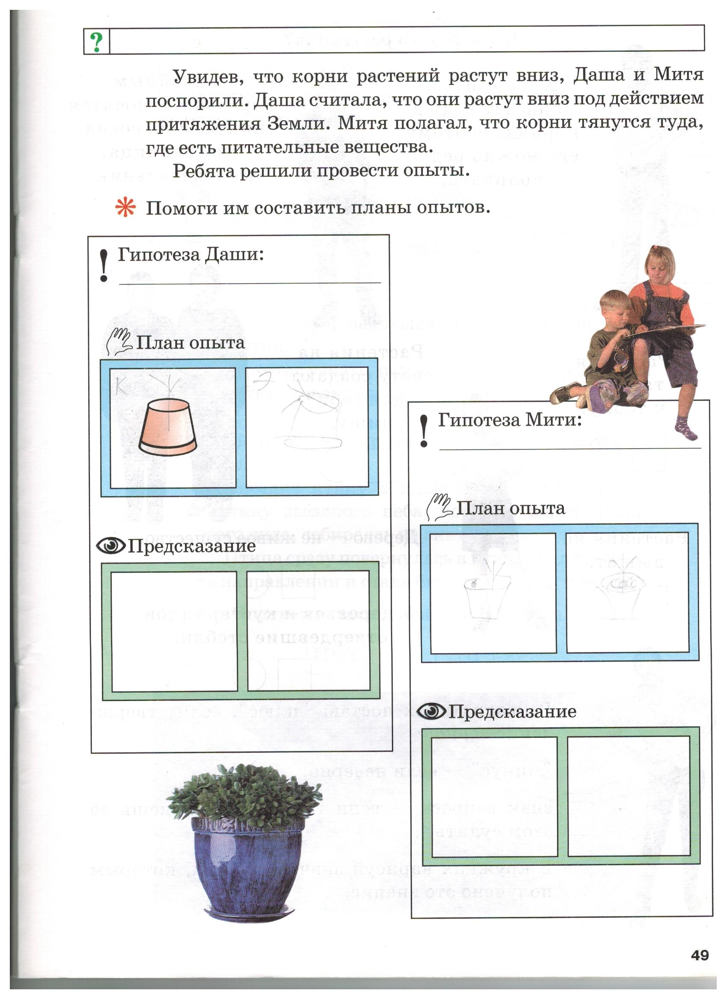 ?
Увидев, что корни растений растут вниз, Даша и Митя
поспорили. Даша считала, что они растут вниз под действием
притяжения Земли. Митя полагал, что корни тянутся туда,
где есть питательные вещества.
Ребята решили провести опыты.
Помоги им составить планы опытов.
! Гипотеза Даши:
План опыта
К
Э
Предсказание
! Гипотеза Мити:
План опыта
Предсказание
49